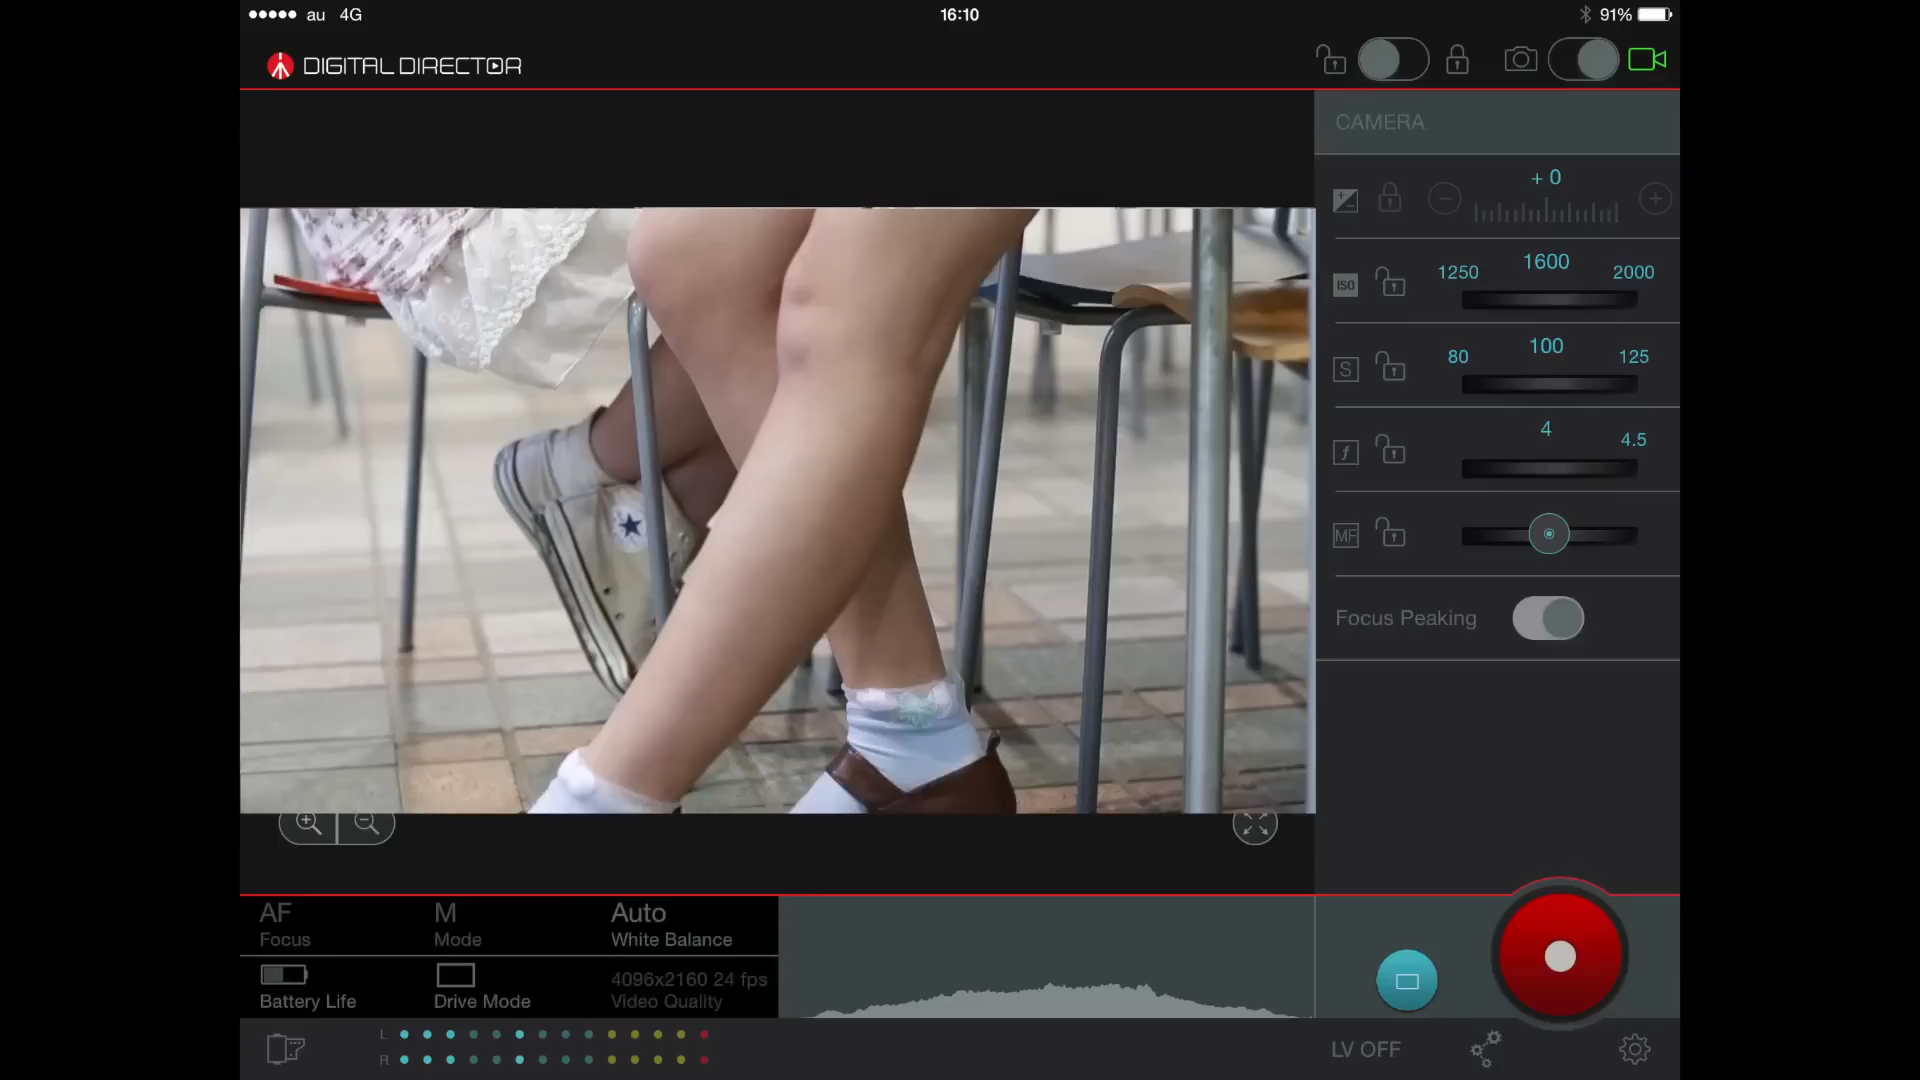 au 4G
16:10
91%
DIGITAL DIRECTOR
CAMERA
+ 0
ISO
1250 1600 2000
S
80 100 125
f
4 4.5
MF
Focus Peaking
AF
Focus
M
Mode
Auto
White Balance
Battery Life
Drive Mode
4096x2160 24 fps
Video Quality
L
R
LV OFF